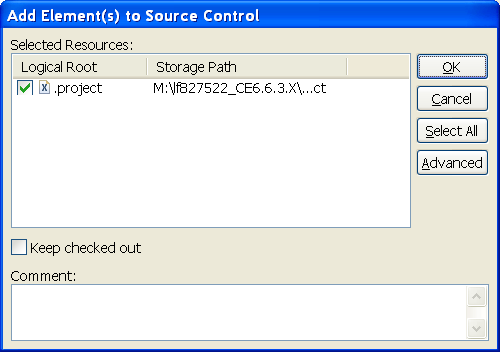 Add Element(s) to Source Control
Selected Resources:
Logical Root Storage Path
.project M:\lf827522_CE6.6.3.X\...ct
OK
Cancel
Select All
Advanced
Keep checked out
Comment: